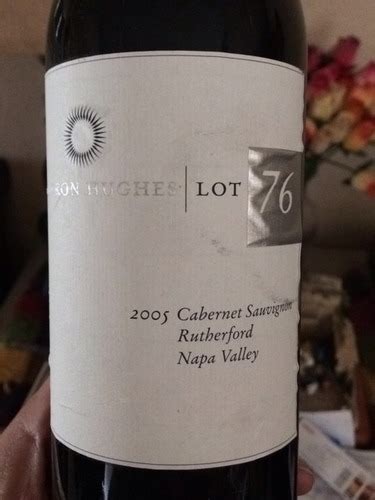 HUGHES LOT 76
2005 Cabernet Sauvignon
Rutherford
Napa Valley